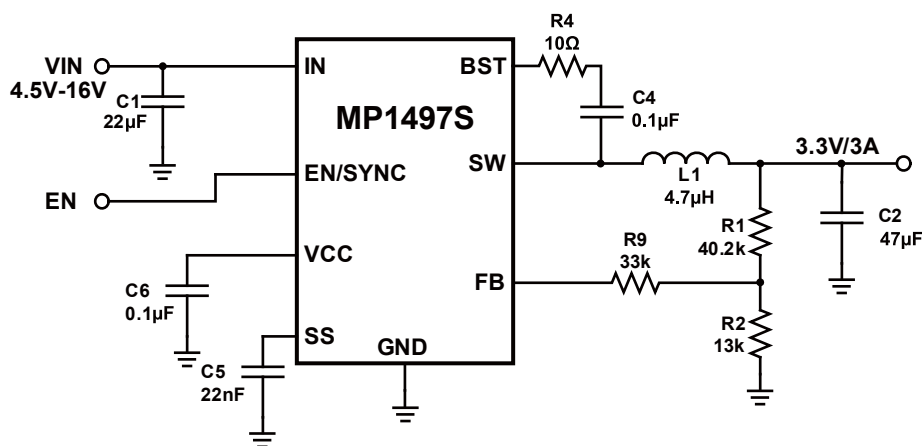 R4
10Ω
VIN
4.5V-16V
IN
BST
C1
22µF
C4
0.1µF
MP1497S
3.3V/3A
SW
L1
4.7µH
EN/SYNC
EN
R1
40.2k
C2
47µF
R9
33k
VCC
FB
C6
0.1µF
R2
13k
SS
GND
C5
22nF